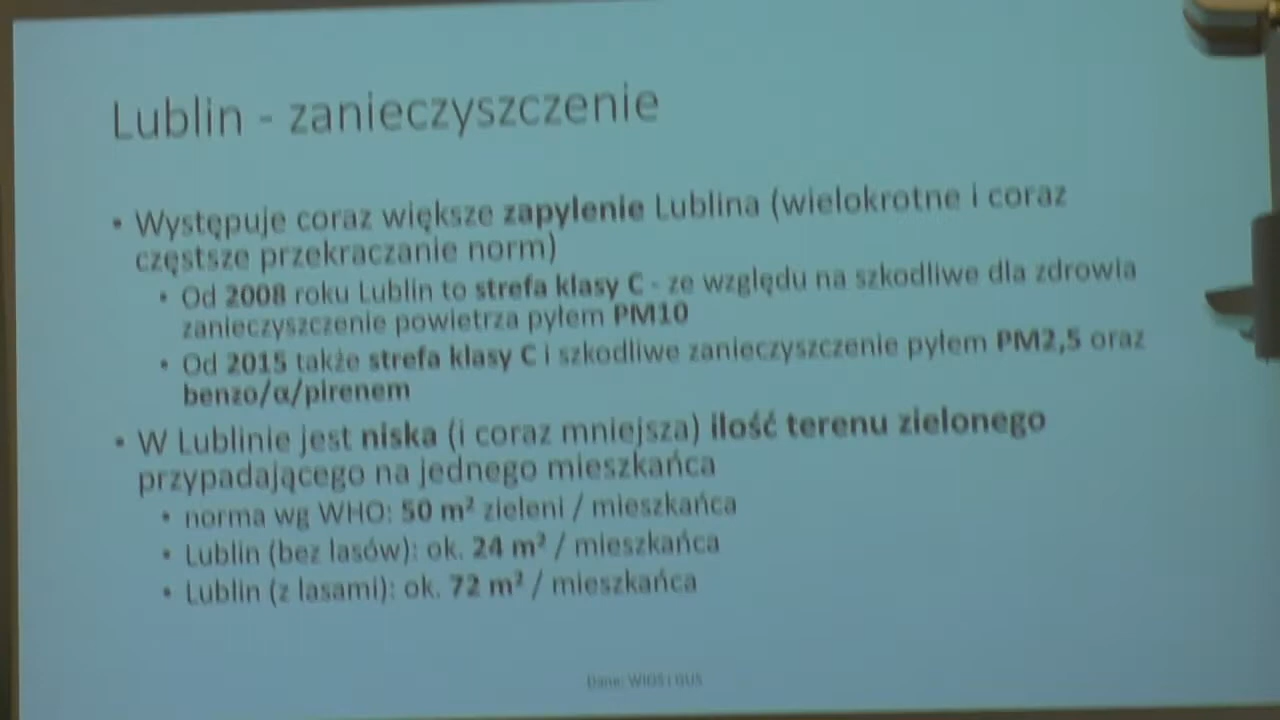 Lublin - zanieczyszczenie
• Występuje coraz większe zapylenie Lublina (wielokrotne i coraz
częstsze przekraczanie norm)
• Od 2008 roku Lublin to strefa klasy C - ze względu na szkodliwe dla zdrowia
zanieczyszczenie powietrza pyłem PM10
• Od 2015 także strefa klasy C i szkodliwe zanieczyszczenie pyłem PM2,5 oraz
benzo/α/pirenem
• W Lublinie jest niska (i coraz mniejsza) ilość terenu zielonego
przypadającego na jednego mieszkańca
• norma wg WHO: 50 m² zieleni / mieszkańca
• Lublin (bez lasów): ok. 24 m² / mieszkańca
• Lublin (z lasami): ok. 72 m² / mieszkańca
Dane: WIOŚ i GUS